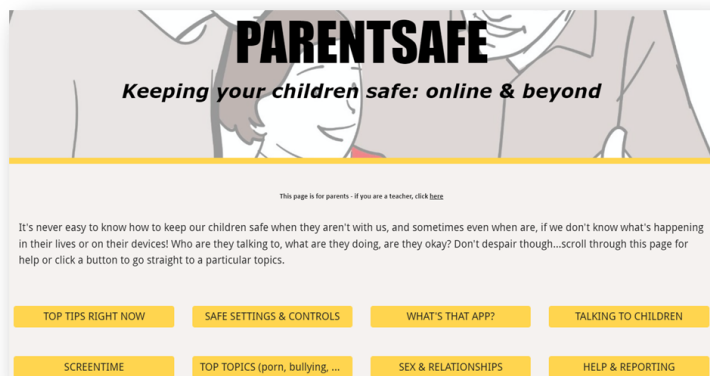 PARENTSAFE
Keeping your children safe: online & beyond
This page is for parents - if you are a teacher, click here
It's never easy to know how to keep our children safe when they aren't with us, and sometimes even when are, if we don't know what's happening
in their lives or on their devices! Who are they talking to, what are they doing, are they okay? Don't despair though...scroll through this page for
help or click a button to go straight to a particular topics.
TOP TIPS RIGHT NOW
SAFE SETTINGS & CONTROLS
WHAT'S THAT APP?
TALKING TO CHILDREN
SCREENTIME
TOP TOPICS (porn, bullying, ...
SEX & RELATIONSHIPS
HELP & REPORTING